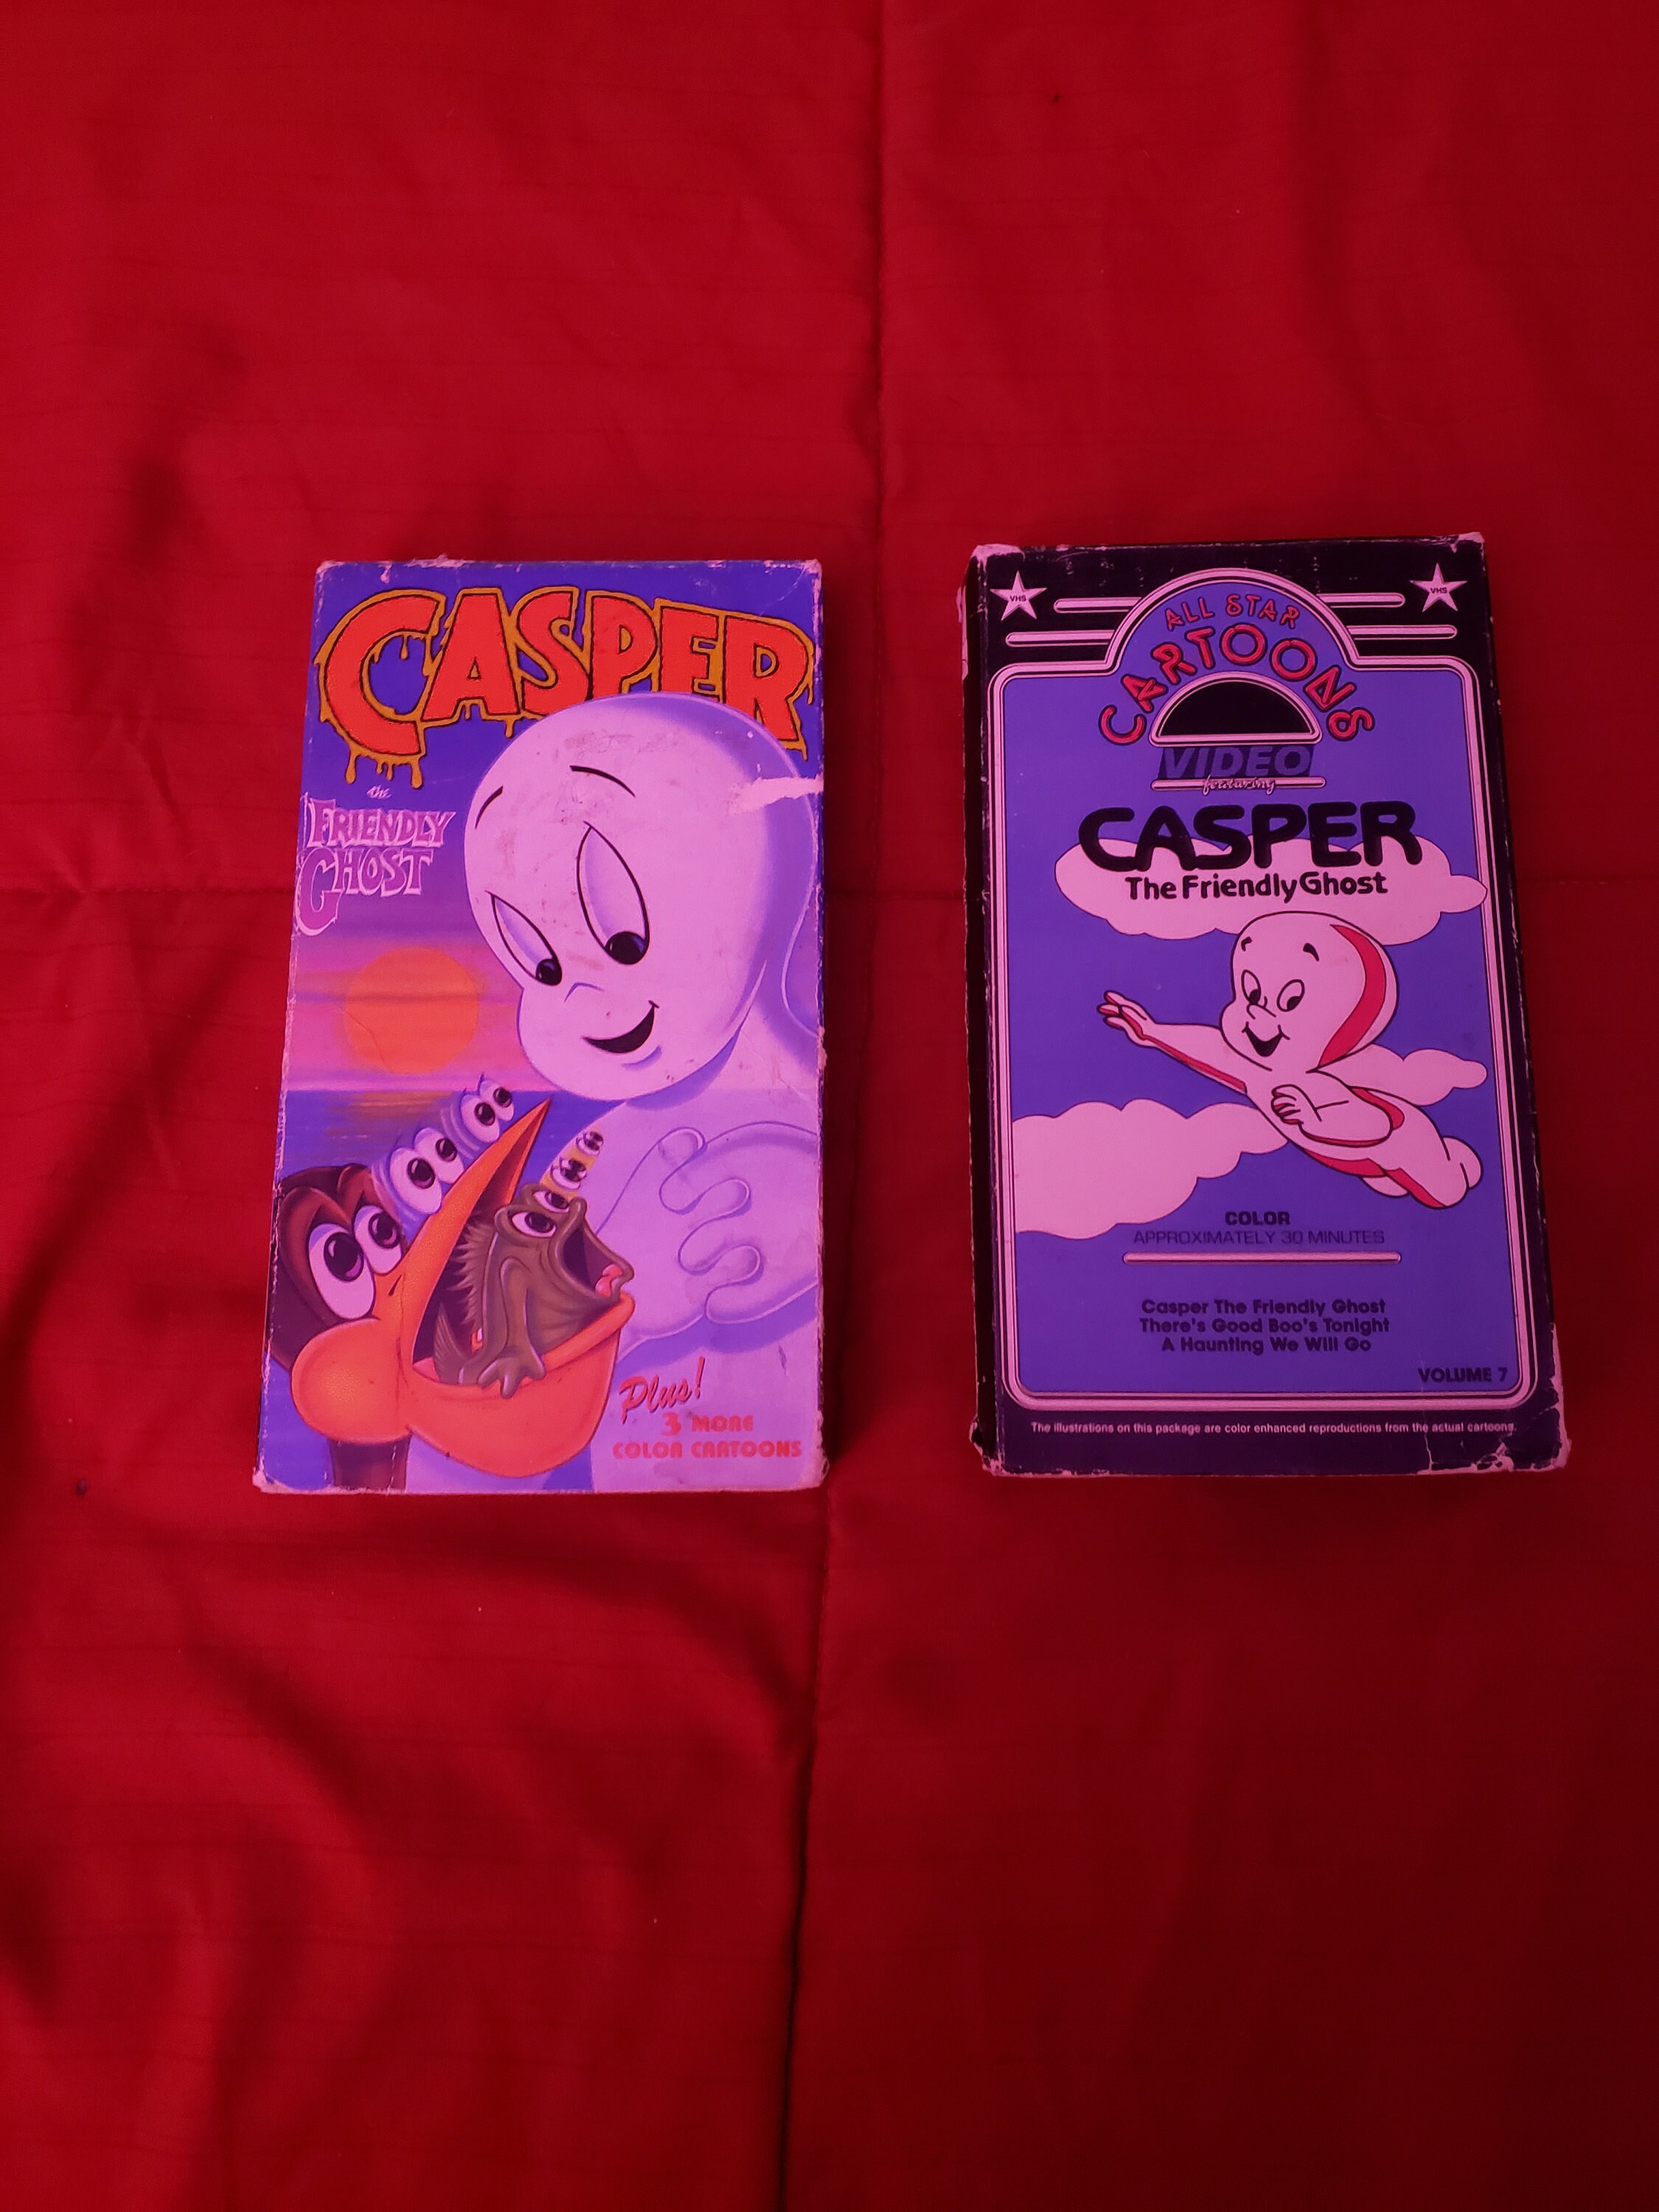 CASPER
the
FRIENDLY
GHOST
Plus!
3 MORE
COLOR CARTOONS
VHS
VHS
ALL STAR
CARTOONS
VIDEO
featuring
CASPER
The Friendly Ghost
COLOR
APPROXIMATELY 30 MINUTES
Casper The Friendly Ghost
There's Good Boo's Tonight
A Haunting We Will Go
VOLUME 7
The illustrations on this package are color enhanced reproductions from the actual cartoons.